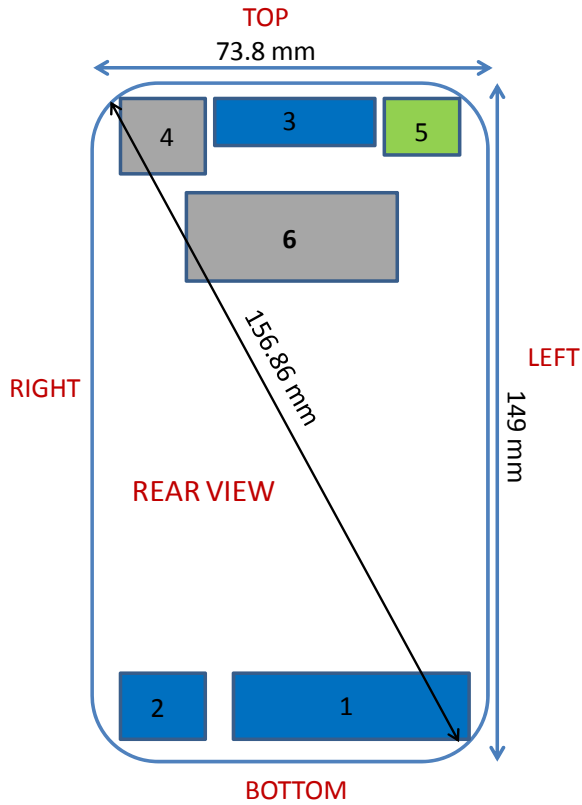 TOP
73.8 mm
4
3
5
6
156.86 mm
LEFT
RIGHT
149 mm
REAR VIEW
2
1
BOTTOM